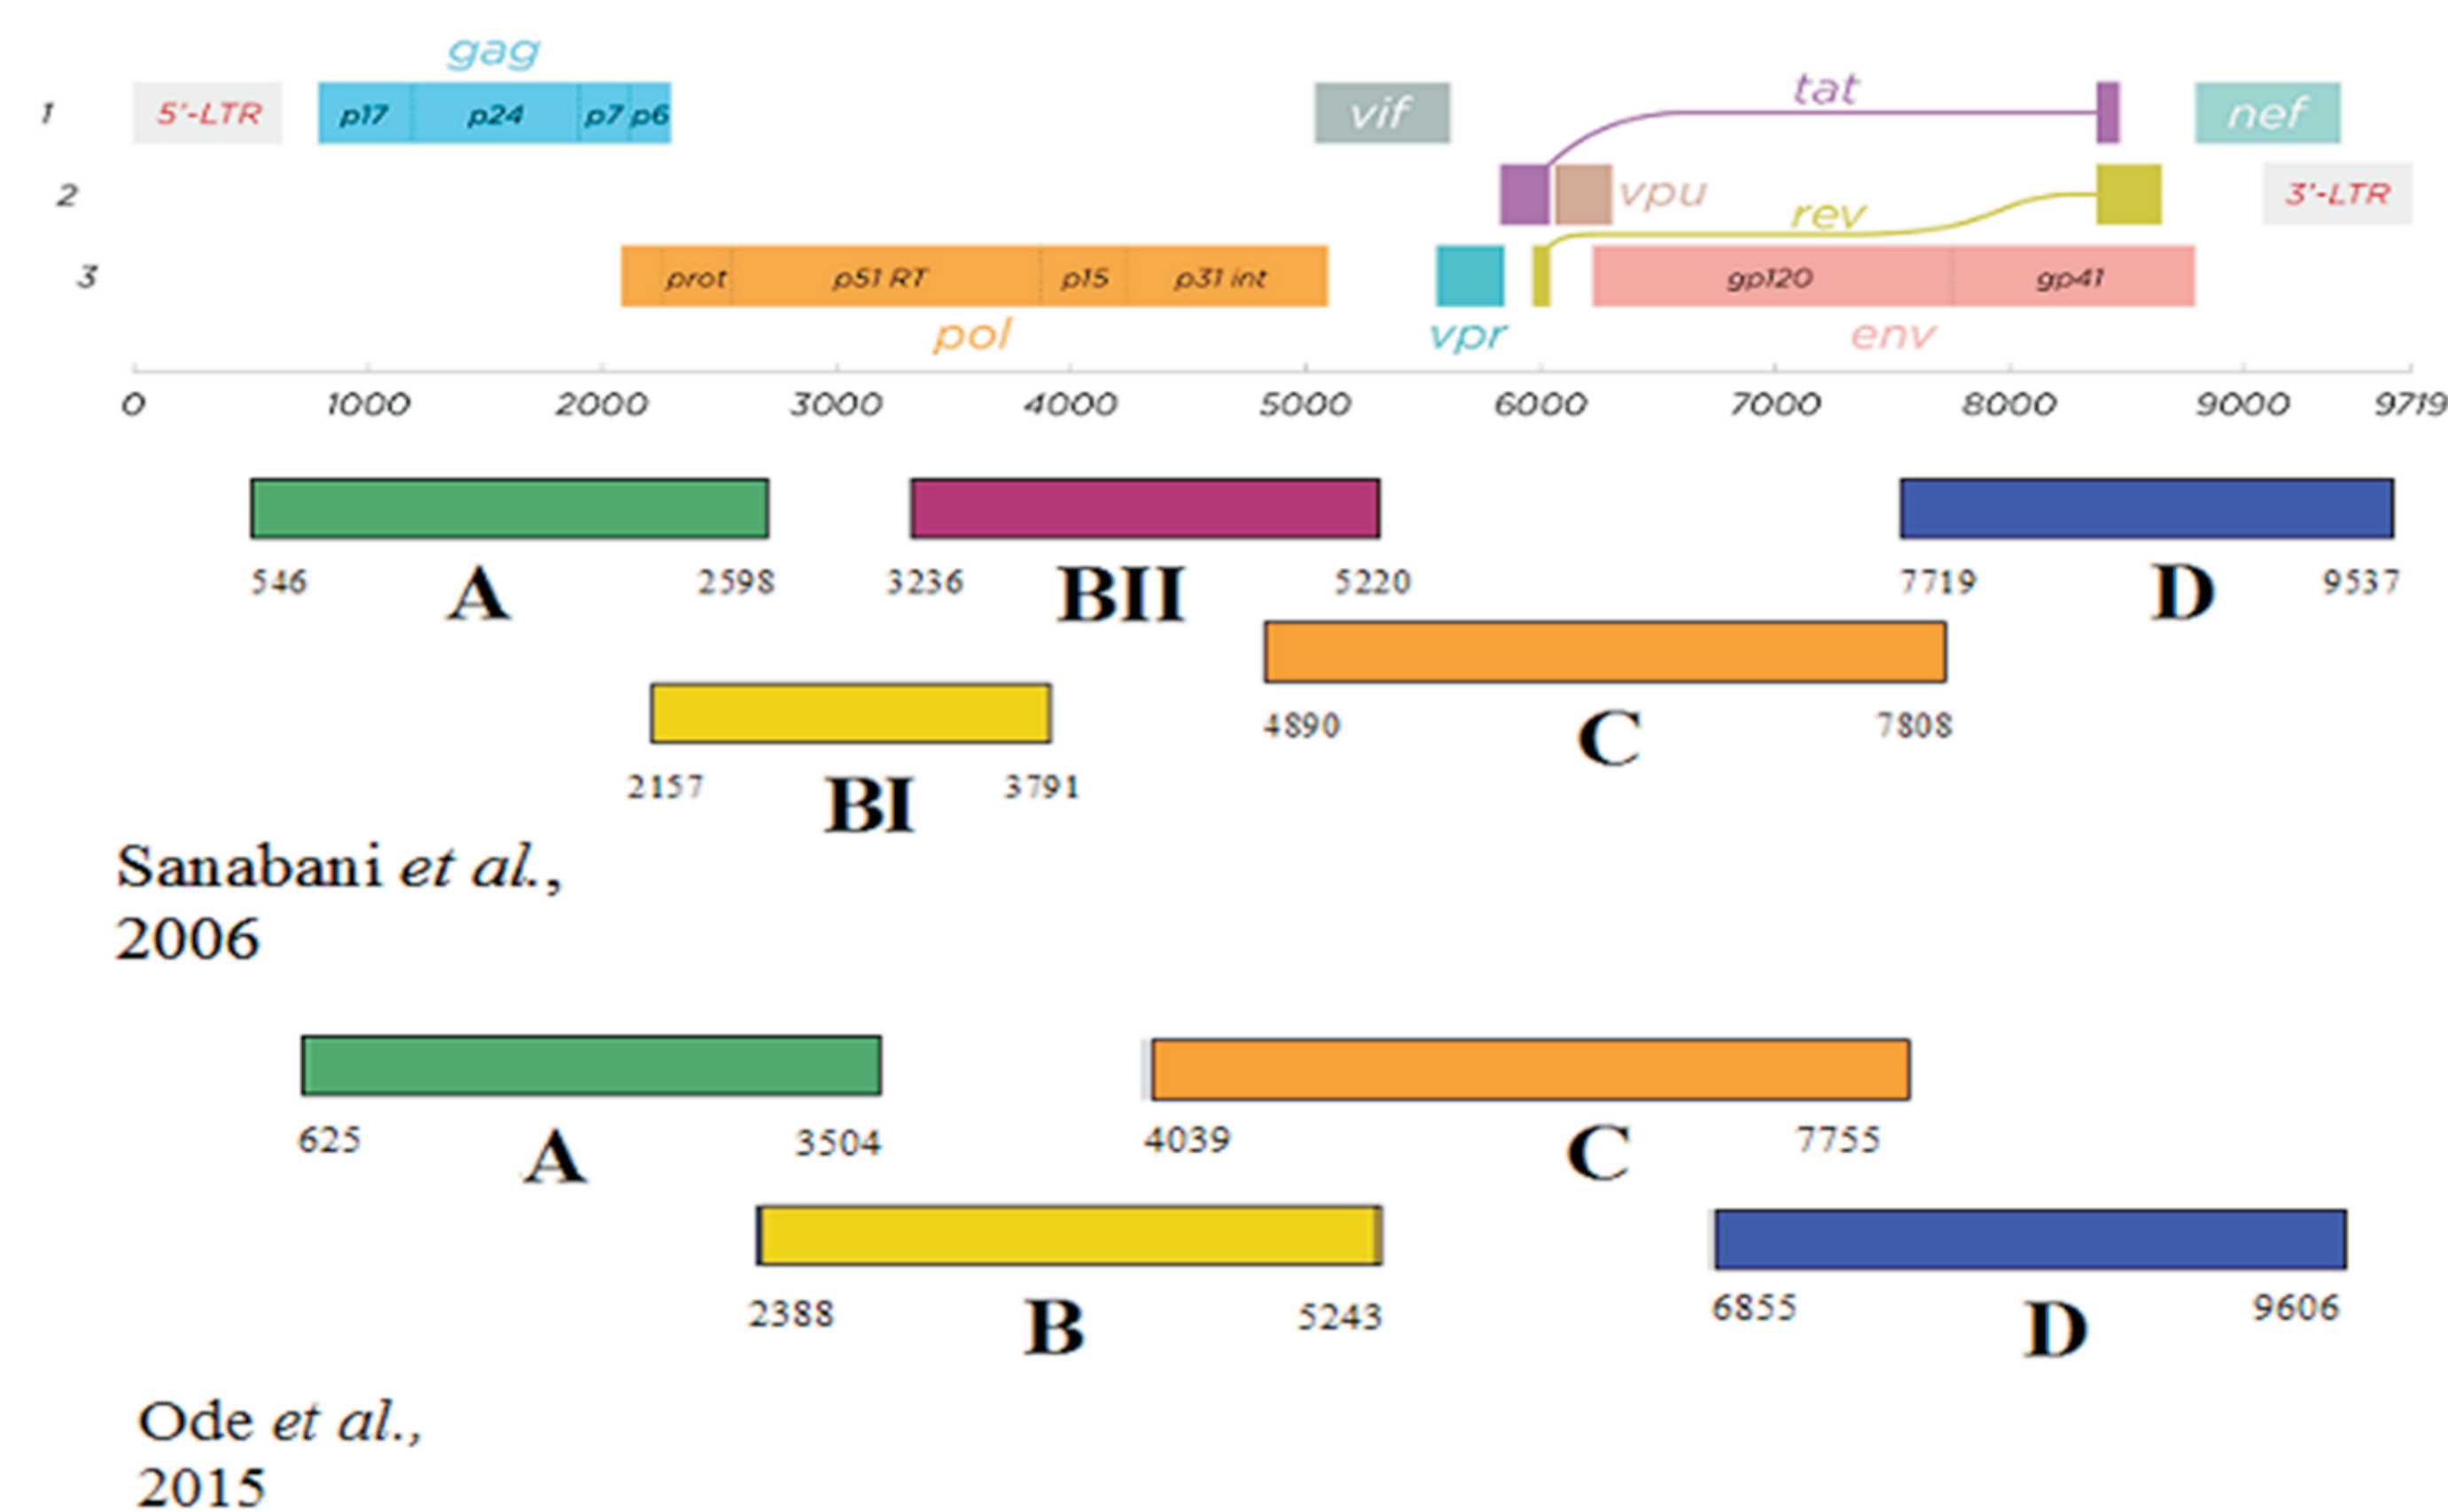 gag
1 5'-LTR p17 p24 p7 p6 vif tat nef
2 vpu rev 3'-LTR
3 prot p51 RT p15 p31 int gp120 gp41
pol vpr env
0 1000 2000 3000 4000 5000 6000 7000 8000 9000 9719
546 A 2598 3236 BII 5220 7719 D 9537
4890 C 7808
2157 BI 3791
Sanabani et al.,
2006
625 A 3504 4039 C 7755
2388 B 5243 6855 D 9606
Ode et al.,
2015